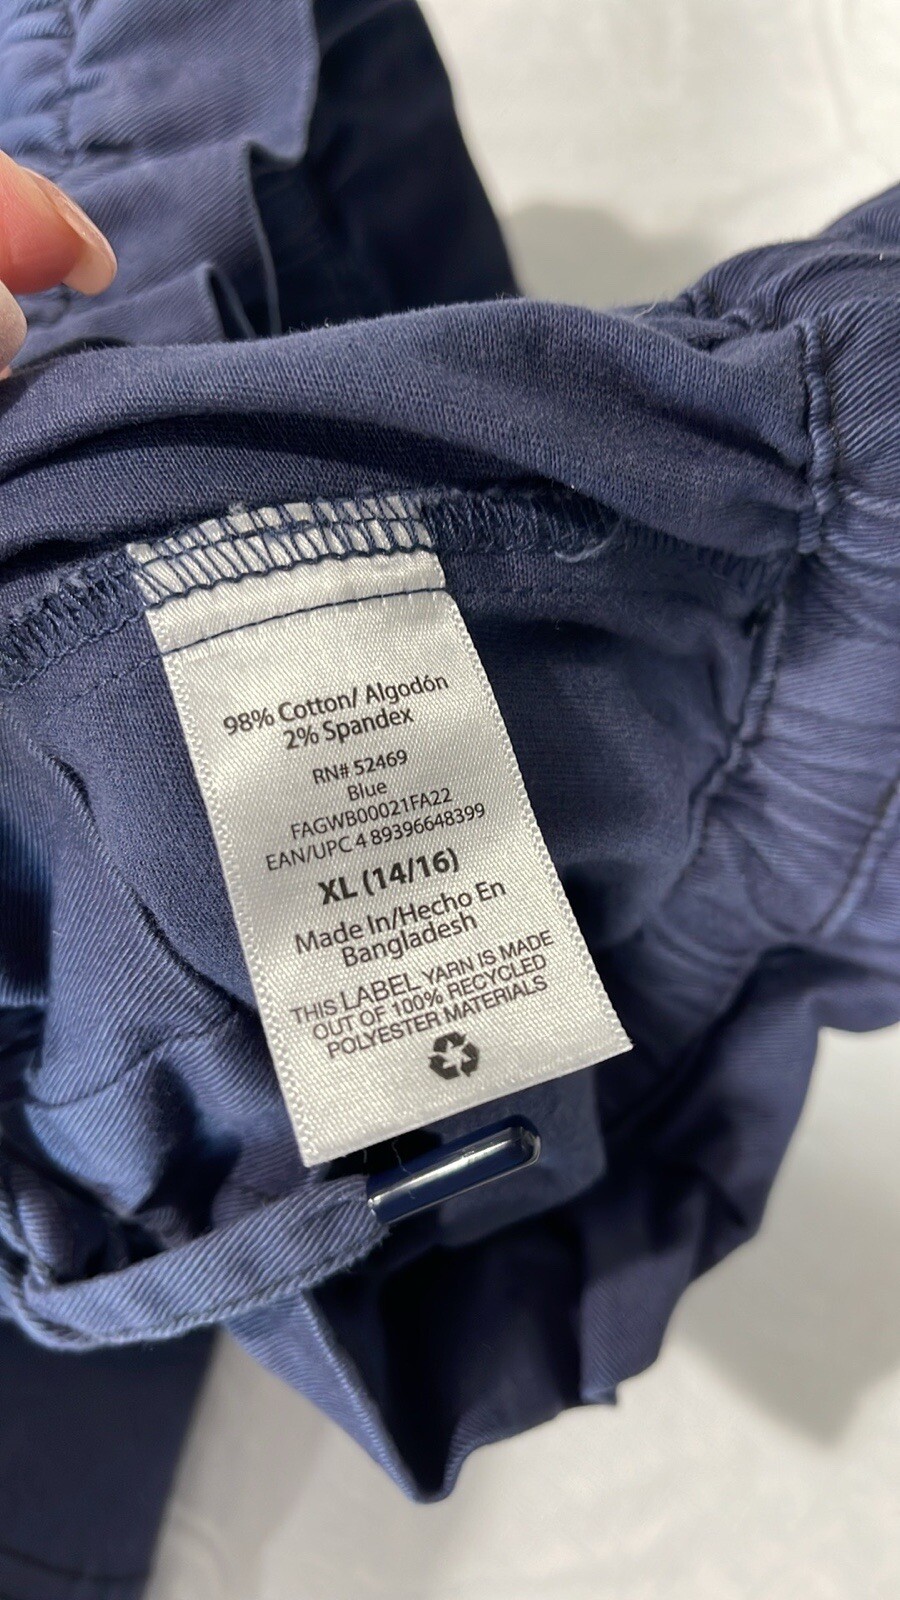 98% Cotton/ Algodón
2% Spandex
RN# 52469
Blue
FAGWB00021FA22
EAN/UPC 4 89396648399
XL (14/16)
Made In/Hecho En
Bangladesh
THIS LABEL YARN IS MADE
OUT OF 100% RECYCLED
POLYESTER MATERIALS